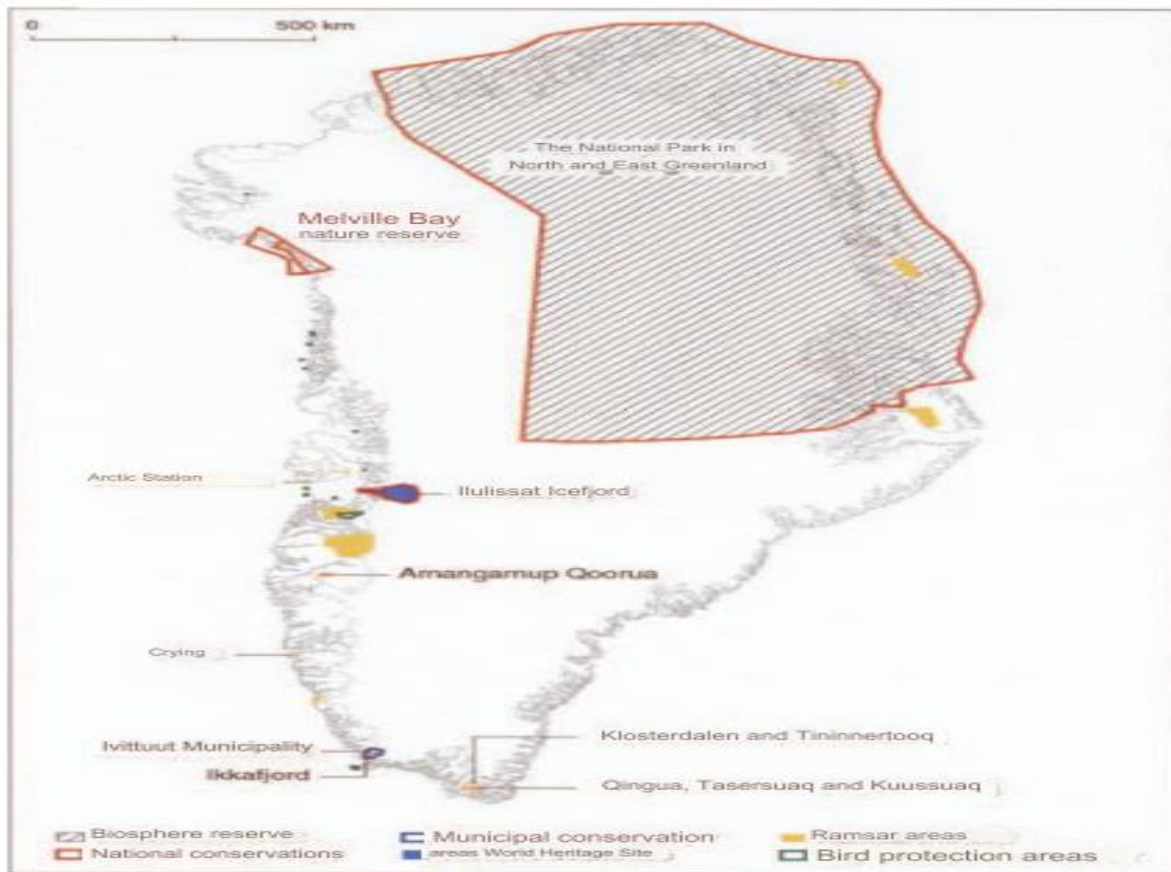 0 500 km
The National Park in
North and East Greenland
Melville Bay
nature reserve
Arctic Station
Ilulissat Icefjord
Arnangarnup Qoorua
Crying
Ivittuut Municipality
Ikkafjord
Klosterdalen and Tininnertooq
Qingua, Tasersuaq and Kuussuaq
Biosphere reserve
Municipal conservation
Ramsar areas
National conservations
areas World Heritage Site
Bird protection areas